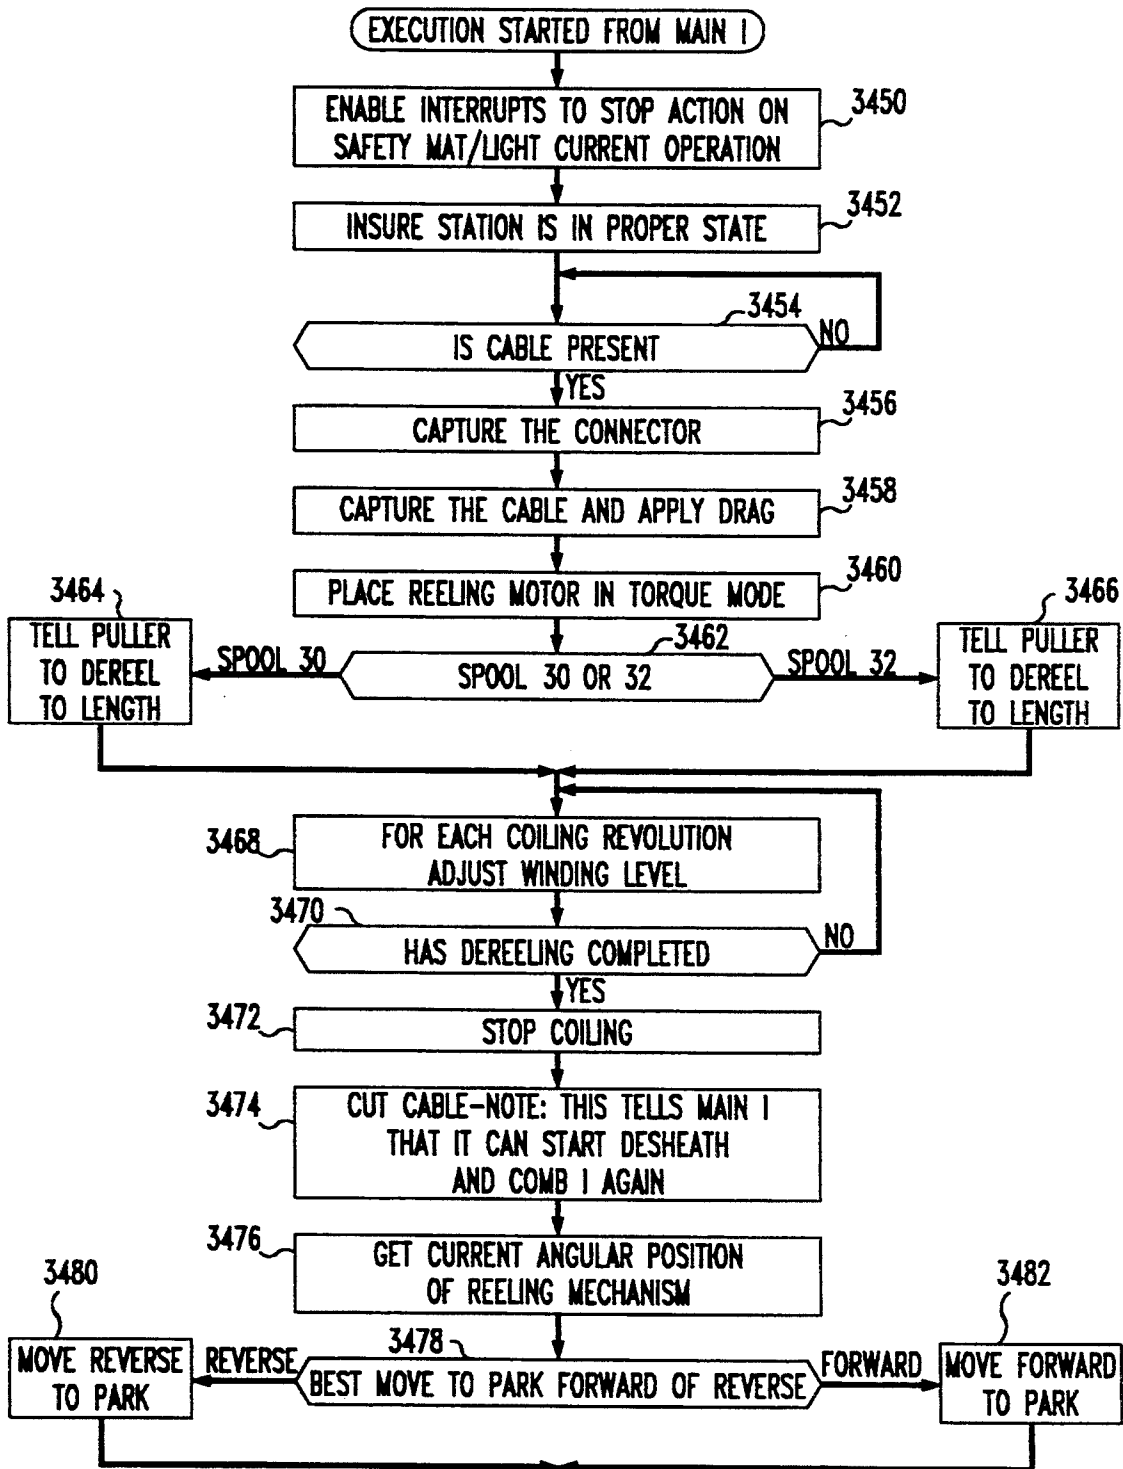 EXECUTION STARTED FROM MAIN I
3450
ENABLE INTERRUPTS TO STOP ACTION ON
SAFETY MAT/LIGHT CURRENT OPERATION
3452
INSURE STATION IS IN PROPER STATE
3454
IS CABLE PRESENT
NO
YES
3456
CAPTURE THE CONNECTOR
3458
CAPTURE THE CABLE AND APPLY DRAG
3460
PLACE REELING MOTOR IN TORQUE MODE
3464
TELL PULLER
TO DEREEL
TO LENGTH
SPOOL 30
3462
SPOOL 30 OR 32
SPOOL 32
3466
TELL PULLER
TO DEREEL
TO LENGTH
3468
FOR EACH COILING REVOLUTION
ADJUST WINDING LEVEL
3470
HAS DEREELING COMPLETED
NO
YES
3472
STOP COILING
3474
CUT CABLE-NOTE: THIS TELLS MAIN I
THAT IT CAN START DESHEATH
AND COMB I AGAIN
3476
GET CURRENT ANGULAR POSITION
OF REELING MECHANISM
3480
MOVE REVERSE
TO PARK
REVERSE
3478
BEST MOVE TO PARK FORWARD OF REVERSE
FORWARD
3482
MOVE FORWARD
TO PARK